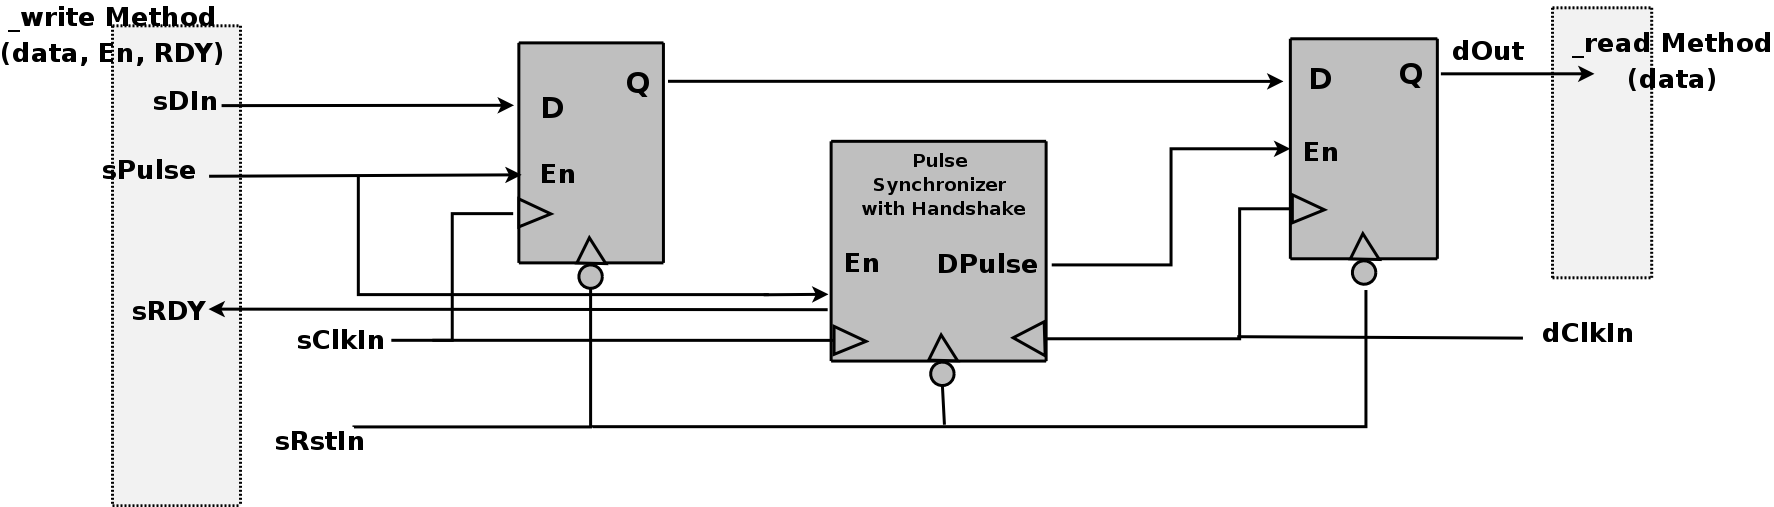 _write Method
(data, En, RDY)
sDIn
sPulse
sRDY
sClkIn
sRstIn
D
Q
En
Pulse
Synchronizer
with Handshake
En
DPulse
D
Q
En
dOut
_read Method
(data)
dClkIn